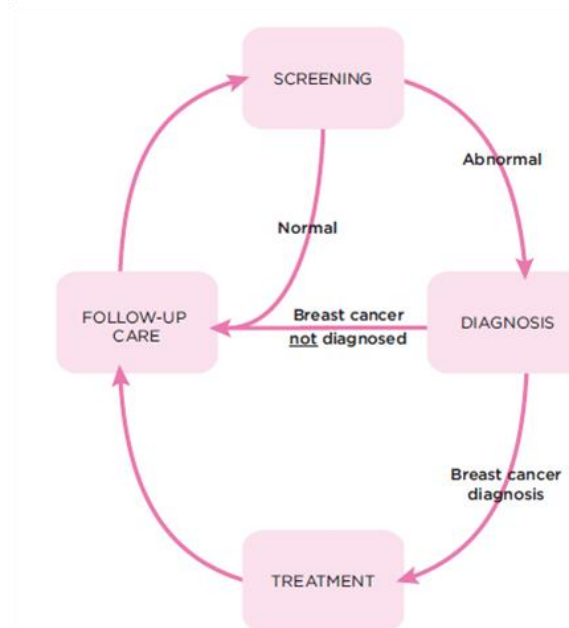 SCREENING
Abnormal
Normal
FOLLOW-UP
CARE
Breast cancer
not diagnosed
DIAGNOSIS
Breast cancer
diagnosis
TREATMENT